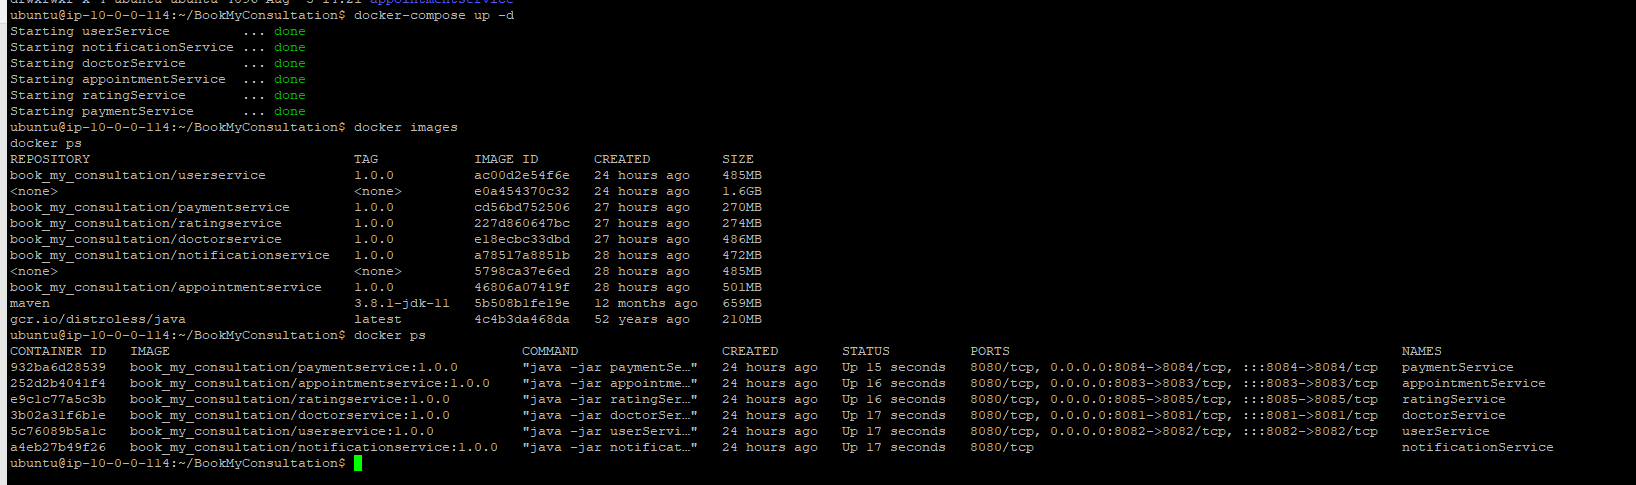 drwxrwxr-x 4 ubuntu ubuntu 4096 Aug  3 14:21 appointmentService
ubuntu@ip-10-0-0-114:~/BookMyConsultation$ docker-compose up -d
Starting userService         ... done
Starting notificationService ... done
Starting doctorService       ... done
Starting appointmentService  ... done
Starting ratingService       ... done
Starting paymentService      ... done
ubuntu@ip-10-0-0-114:~/BookMyConsultation$ docker images
docker ps
REPOSITORY                                 TAG            IMAGE ID       CREATED         SIZE
book_my_consultation/userservice           1.0.0          ac00d2e54f6e   24 hours ago    485MB
<none>                                     <none>         e0a454370c32   24 hours ago    1.6GB
book_my_consultation/paymentservice        1.0.0          cd56bd752506   27 hours ago    270MB
book_my_consultation/ratingservice         1.0.0          227d860647bc   27 hours ago    274MB
book_my_consultation/doctorservice         1.0.0          e18ecbc33dbd   27 hours ago    486MB
book_my_consultation/notificationservice   1.0.0          a78517a8851b   28 hours ago    472MB
<none>                                     <none>         5798ca37e6ed   28 hours ago    485MB
book_my_consultation/appointmentservice    1.0.0          46806a07419f   28 hours ago    501MB
maven                                      3.8.1-jdk-11   5b508b1fe19e   12 months ago   659MB
gcr.io/distroless/java                     latest         4c4b3da468da   52 years ago    210MB
ubuntu@ip-10-0-0-114:~/BookMyConsultation$ docker ps
CONTAINER ID   IMAGE                                            COMMAND                  CREATED        STATUS          PORTS                                                 NAMES
932ba6d28539   book_my_consultation/paymentservice:1.0.0        "java -jar paymentSe…"   24 hours ago   Up 15 seconds   8080/tcp, 0.0.0.0:8084->8084/tcp, :::8084->8084/tcp   paymentService
252d2b4041f4   book_my_consultation/appointmentservice:1.0.0    "java -jar appointme…"   24 hours ago   Up 16 seconds   8080/tcp, 0.0.0.0:8083->8083/tcp, :::8083->8083/tcp   appointmentService
e9c1c77a5c3b   book_my_consultation/ratingservice:1.0.0         "java -jar ratingSer…"   24 hours ago   Up 16 seconds   8080/tcp, 0.0.0.0:8085->8085/tcp, :::8085->8085/tcp   ratingService
3b02a31f6b1e   book_my_consultation/doctorservice:1.0.0         "java -jar doctorSer…"   24 hours ago   Up 17 seconds   8080/tcp, 0.0.0.0:8081->8081/tcp, :::8081->8081/tcp   doctorService
5c76089b5a1c   book_my_consultation/userservice:1.0.0           "java -jar userServi…"   24 hours ago   Up 17 seconds   8080/tcp, 0.0.0.0:8082->8082/tcp, :::8082->8082/tcp   userService
a4eb27b49f26   book_my_consultation/notificationservice:1.0.0   "java -jar notificat…"   24 hours ago   Up 17 seconds   8080/tcp                                              notificationService
ubuntu@ip-10-0-0-114:~/BookMyConsultation$